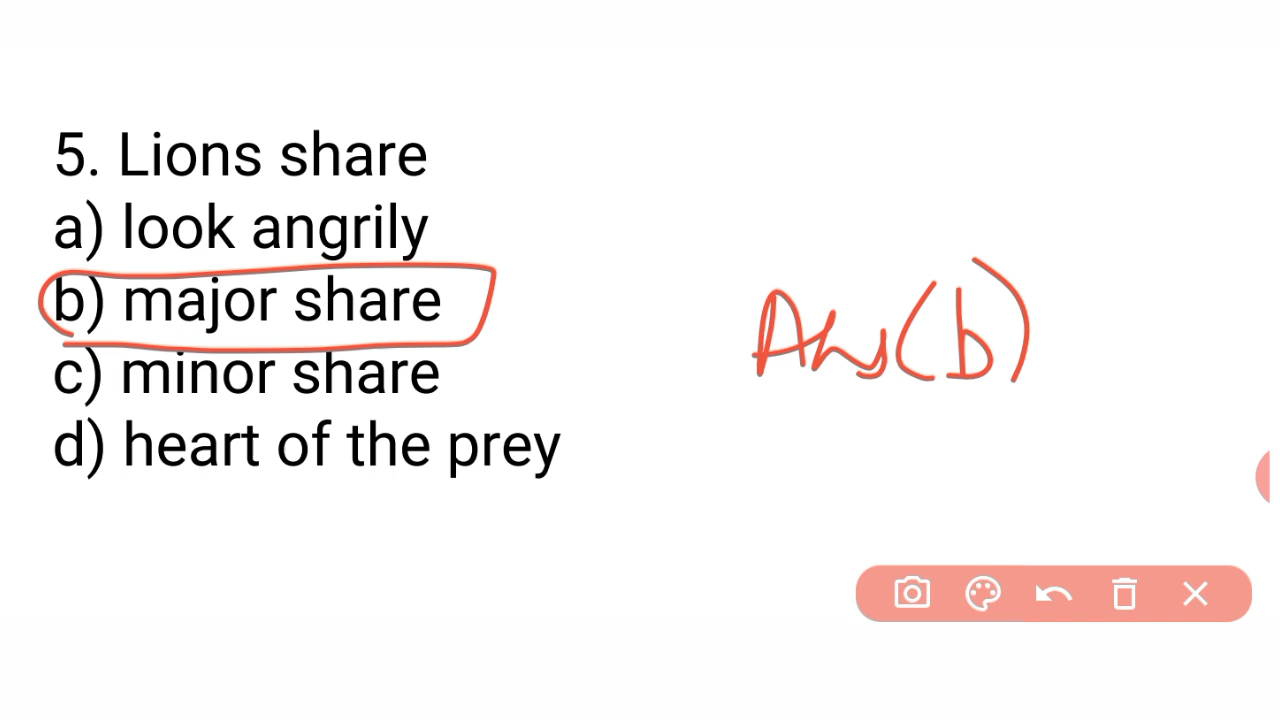 5. Lions share
a) look angrily
b) major share
c) minor share
d) heart of the prey
Ans(b)